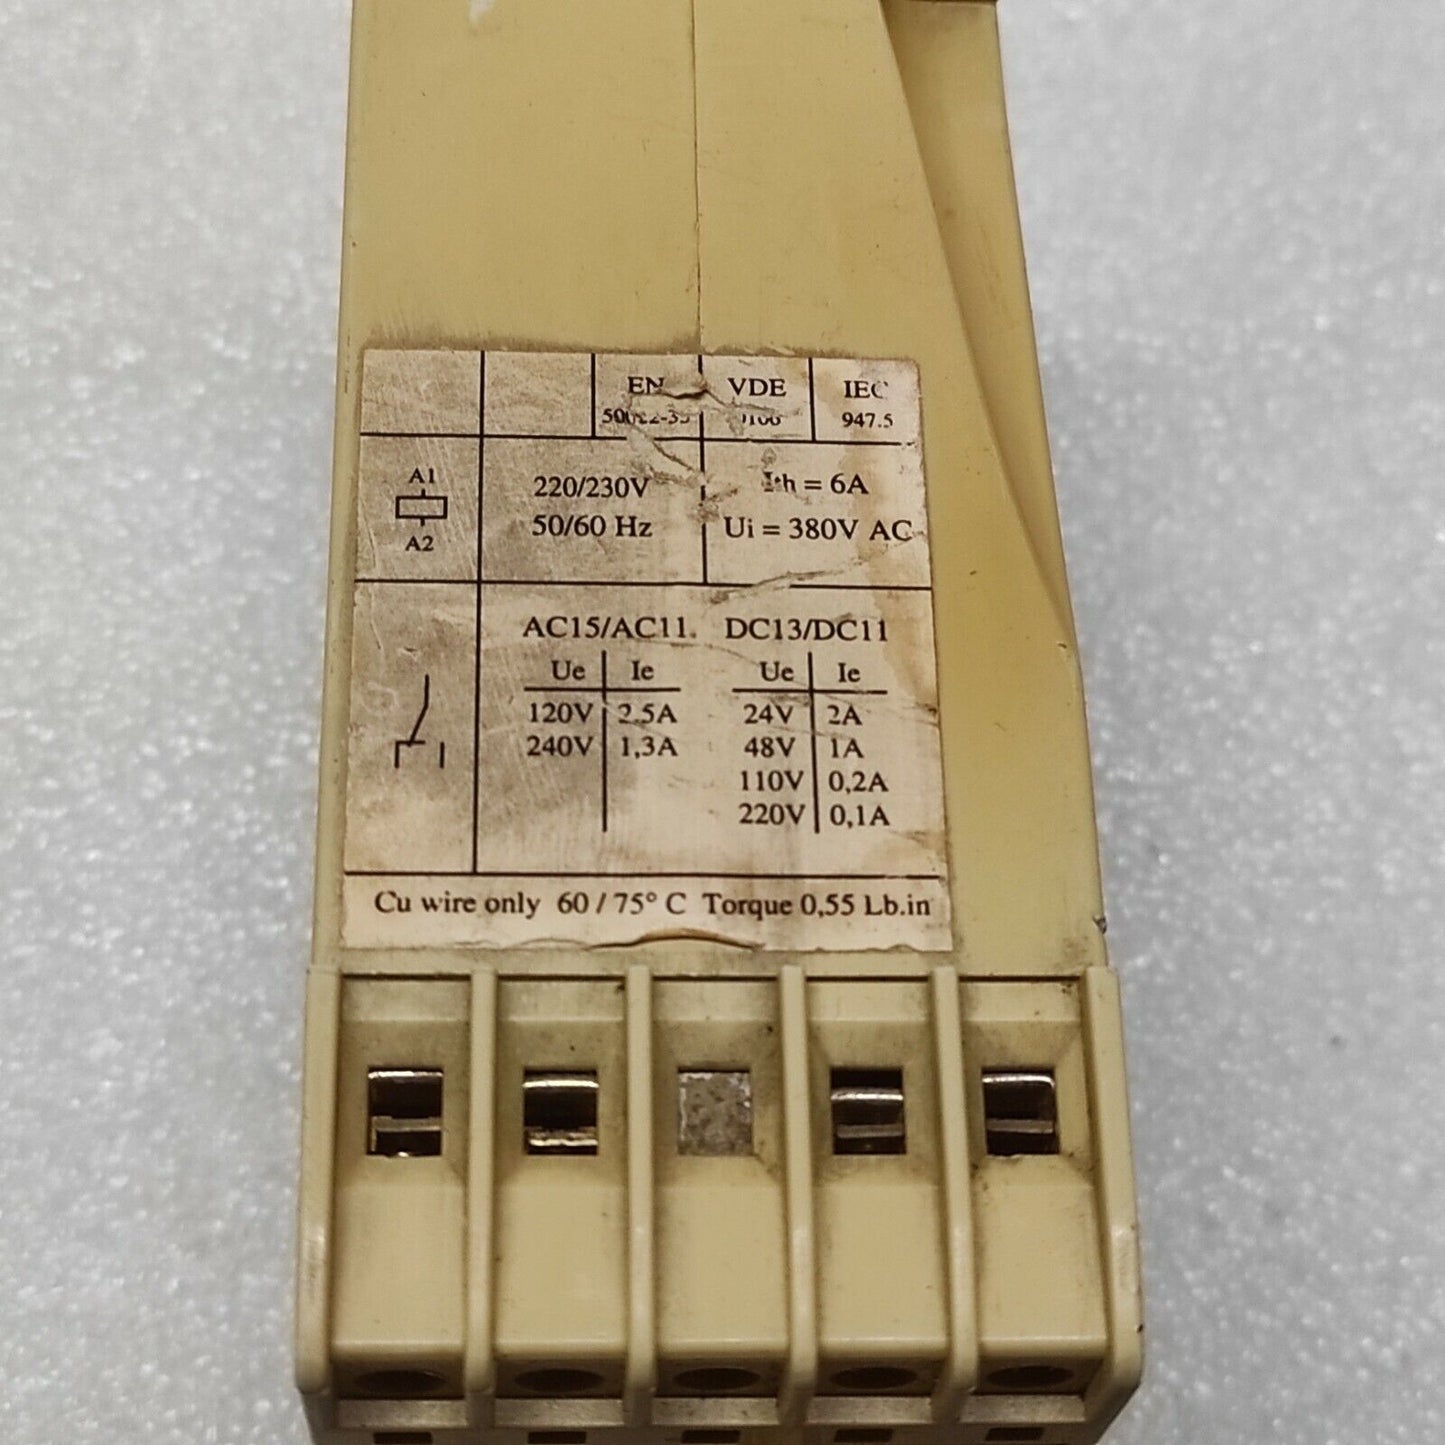 EN VDE IEC
947.5
A1
220/230V = 6A
50/60 Hz Ui = 380V AC
A2
AC15/AC11. DC13/DC11
Ue Ie Ue Ie
120V 2.5A 24V 2A
240V 1,3A 48V 1A
110V 0,2A
220V 0,1A
Cu wire only 60 / 75° C Torque 0,55 Lb.in